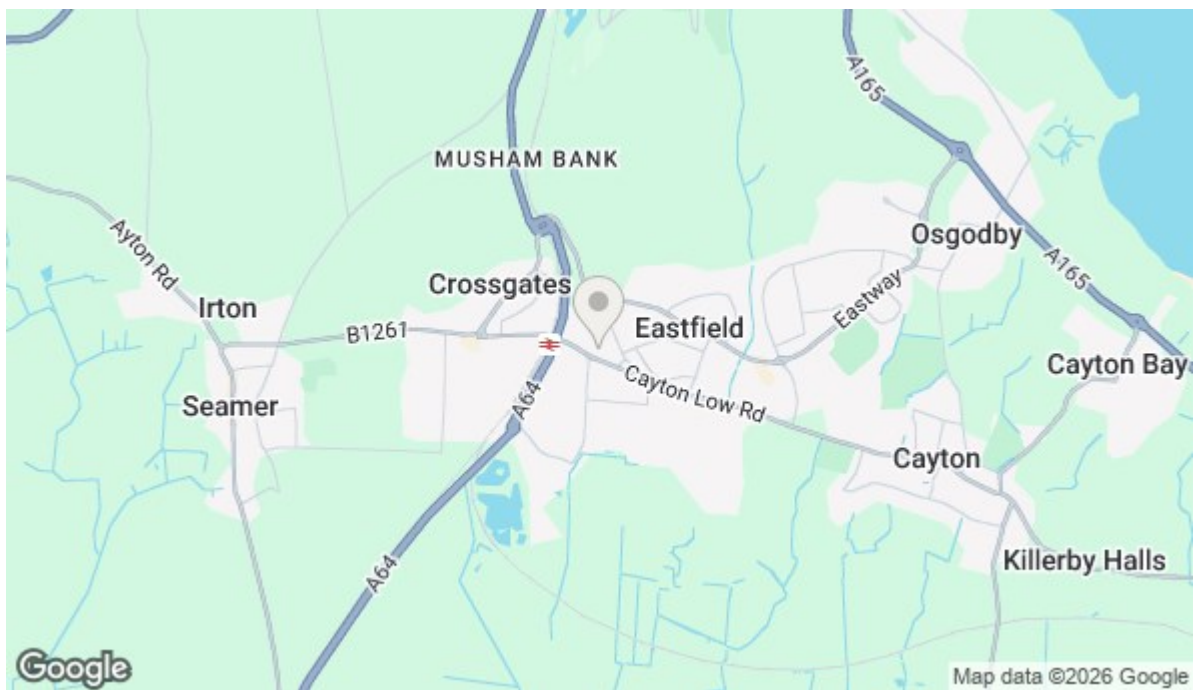 A165
MUSHAM BANK
Osgodby
Ayton Rd
Crossgates
Irton
Eastway
A165
B1261
Eastfield
Cayton Bay
Seamer
A64
Cayton Low Rd
Cayton
A64
Killerby Halls
Google
Map data ©2026 Google